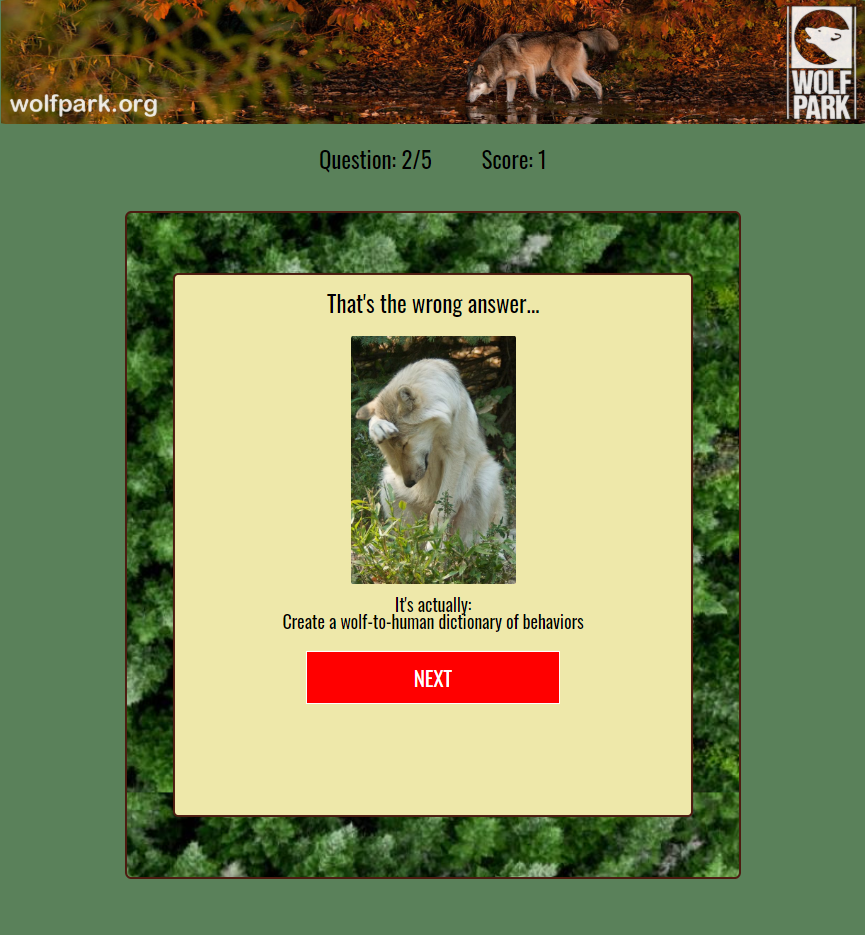 wolfpark.org
WOLF
PARK
Question: 2/5 Score: 1
That's the wrong answer...
It's actually:
Create a wolf-to-human dictionary of behaviors
NEXT